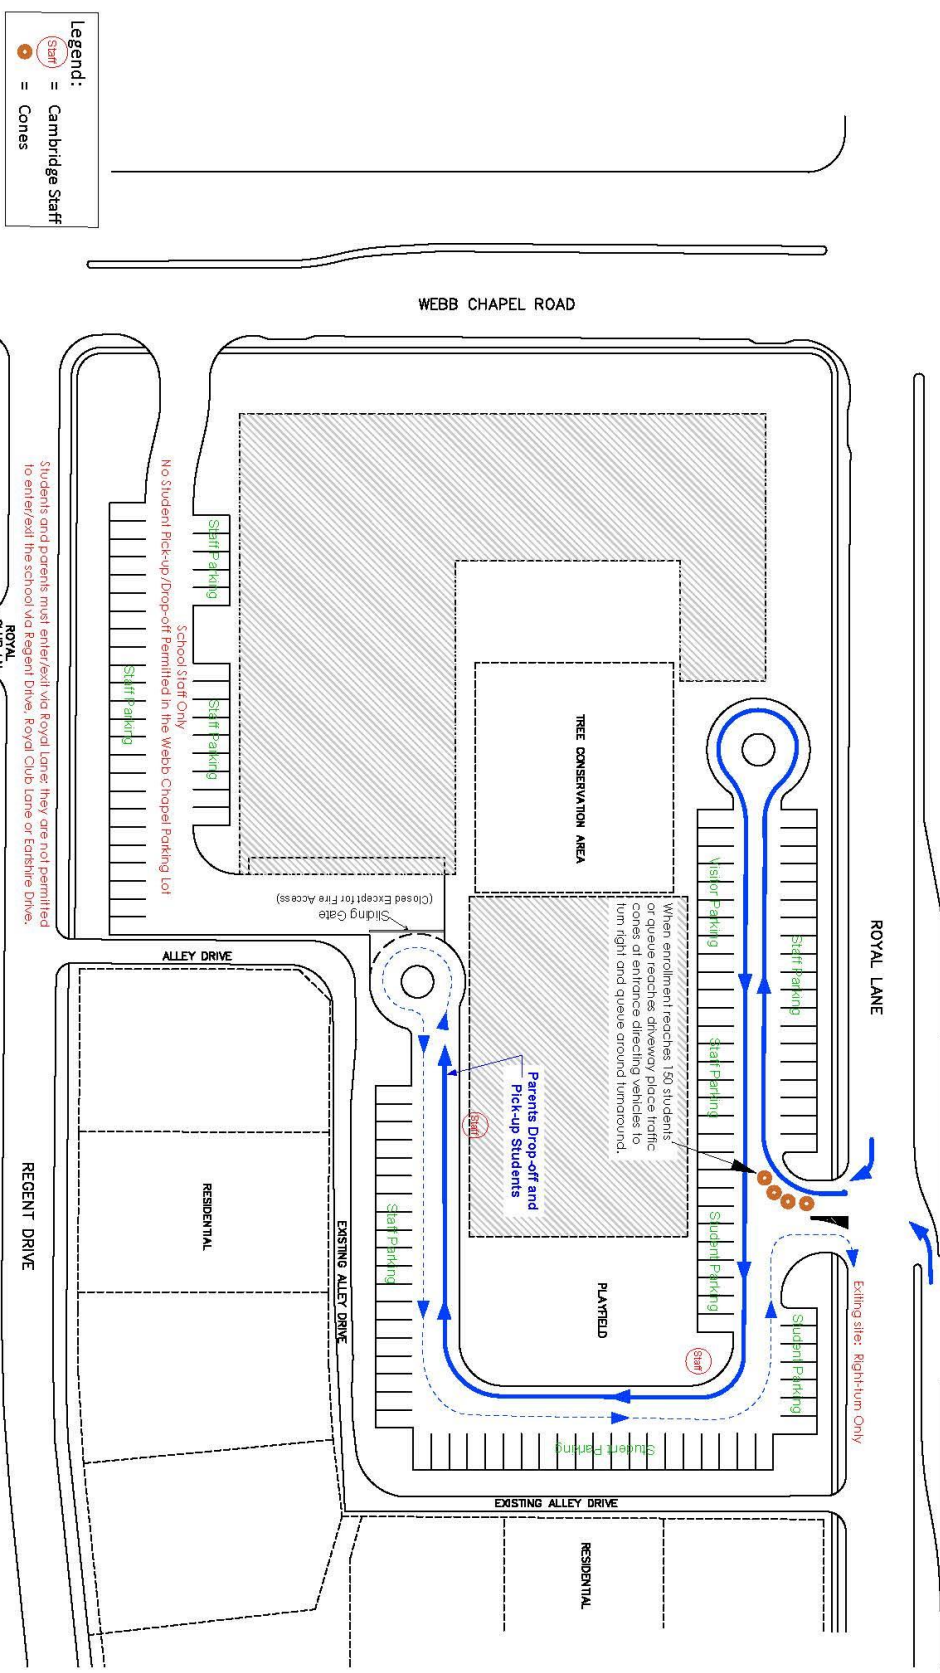 Legend:
Staff = Cambridge Staff
= Cones
WEBB CHAPEL ROAD
ROYAL LANE
Staff Parking
Staff Parking
Staff Parking
School Staff Only
No Student Pick-up/Drop-off Permitted in the Webb Chapel Parking Lot
Students and parents must enter/exit via Royal Lane; they are not permitted
to enter/exit the school via Regent Drive, Royal Club Lane or Earlshire Drive.
ROYAL
TREE CONSERVATION AREA
Sliding Gate
(Closed Except for Fire Access)
Visitor Parking
Staff Parking
Staff Parking
When enrollment reaches 150 students
or queue reaches driveway place traffic
cones at entrance directing vehicles to
turn right and queue around turnaround.
Parents Drop-off and
Pick-up Students
Staff
ALLEY DRIVE
REGENT DRIVE
RESIDENTIAL
EXISTING ALLEY DRIVE
Staff Parking
PLAYFIELD
Student Parking
Student Parking
Staff
Exiting site: Right-turn Only
Student Parking
EXISTING ALLEY DRIVE
RESIDENTIAL